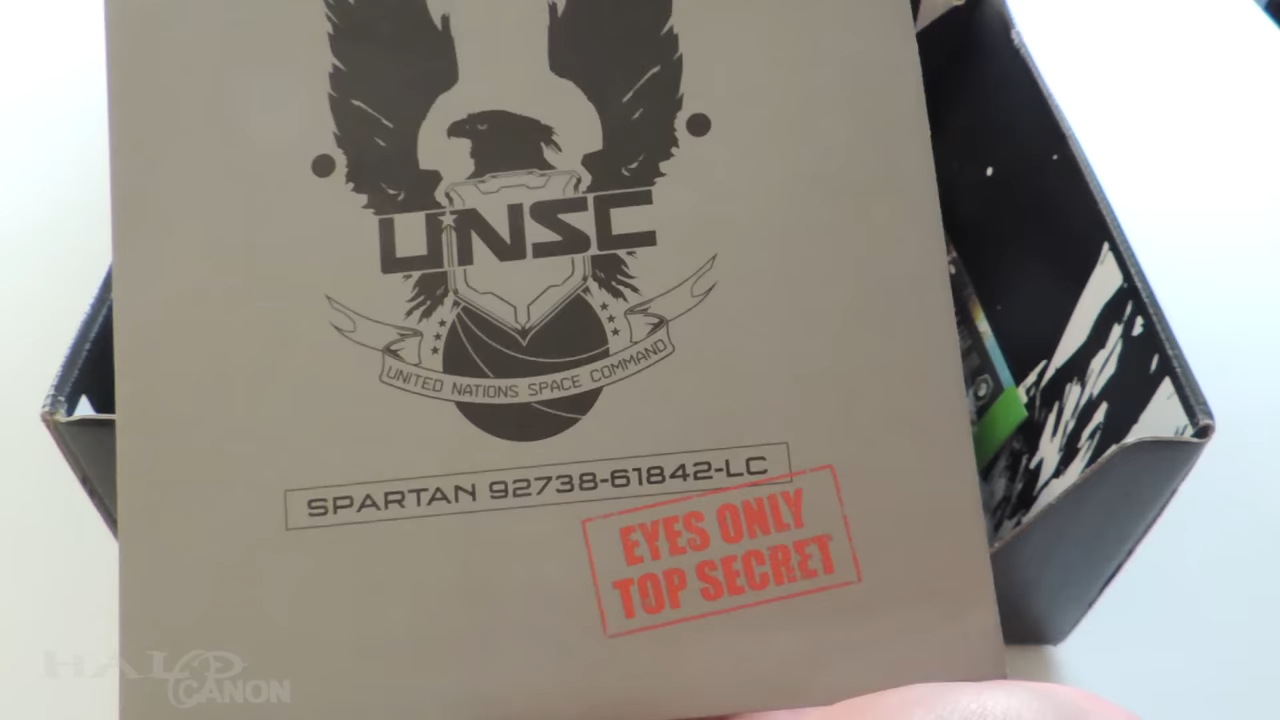 UNSC
UNITED NATIONS SPACE COMMAND
SPARTAN 92738-61842-LC
EYES ONLY
TOP SECRET
HALO
CANON